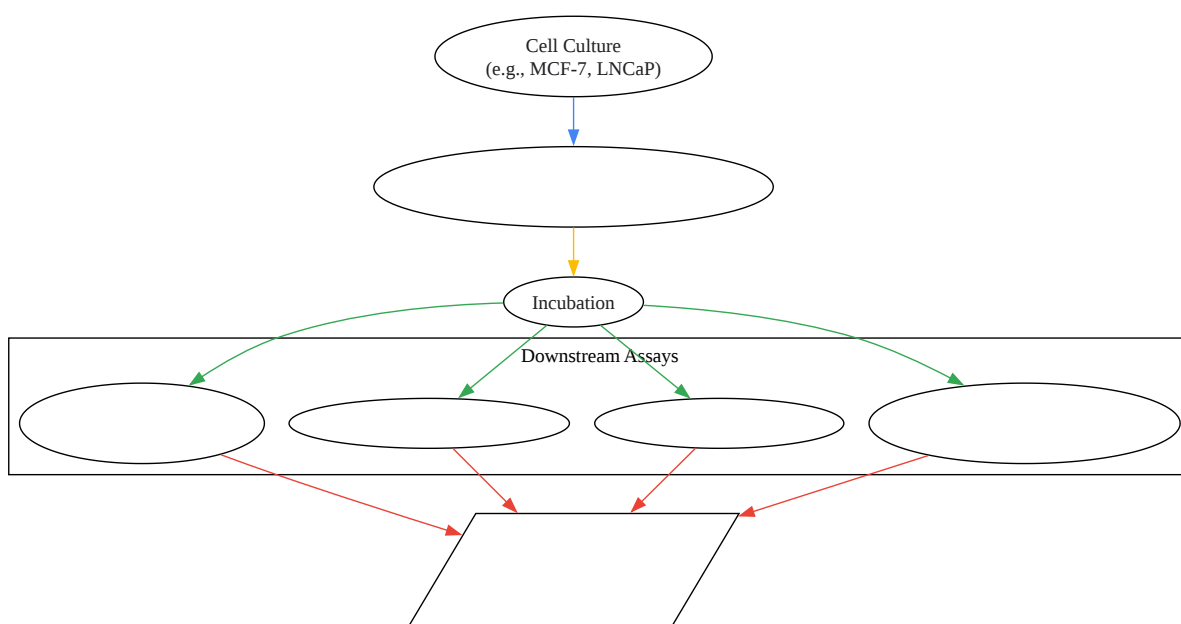 Cell Culture
(e.g., MCF-7, LNCaP)
Incubation
Downstream Assays